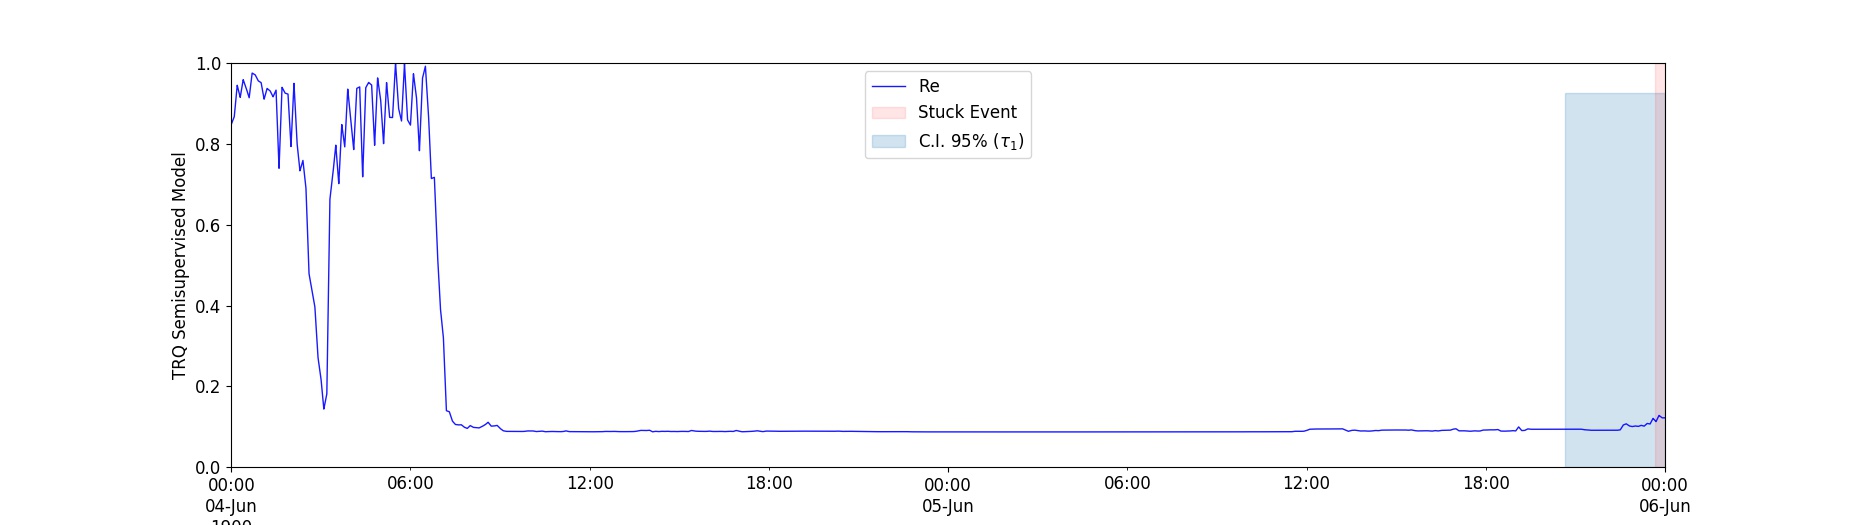 TRQ Semisupervised Model
1.0
0.8
0.6
0.4
0.2
0.0
Re
Stuck Event
C.I. 95% (τ₁)
00:00 06:00 12:00 18:00 00:00 06:00 12:00 18:00 00:00
04-Jun 05-Jun 06-Jun
1900